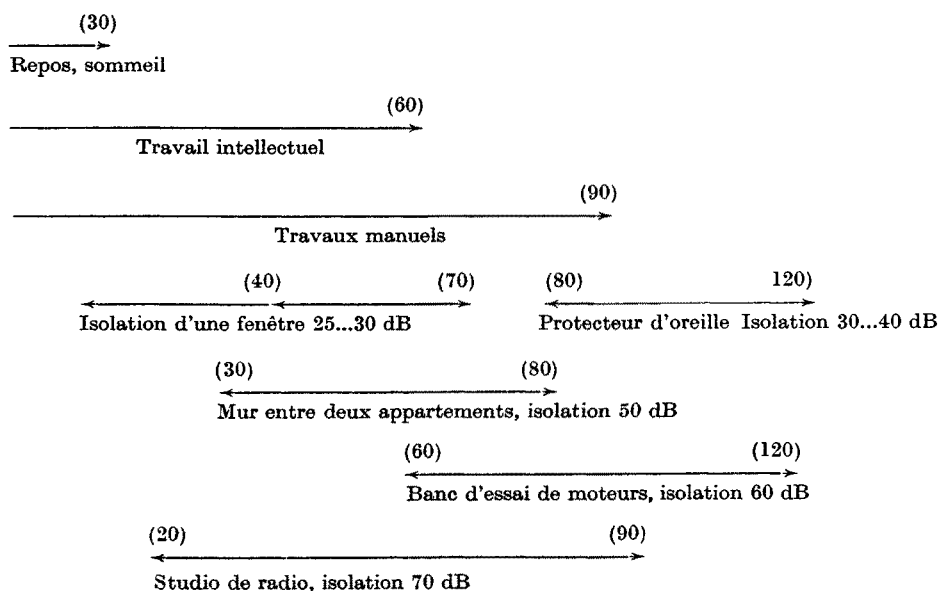 (30)
Repos, sommeil
(60)
Travail intellectuel
(90)
Travaux manuels
(40) (70) (80) 120)
Isolation d'une fenêtre 25...30 dB Protecteur d'oreille Isolation 30...40 dB
(30) (80)
Mur entre deux appartements, isolation 50 dB
(60) (120)
Banc d'essai de moteurs, isolation 60 dB
(20) (90)
Studio de radio, isolation 70 dB